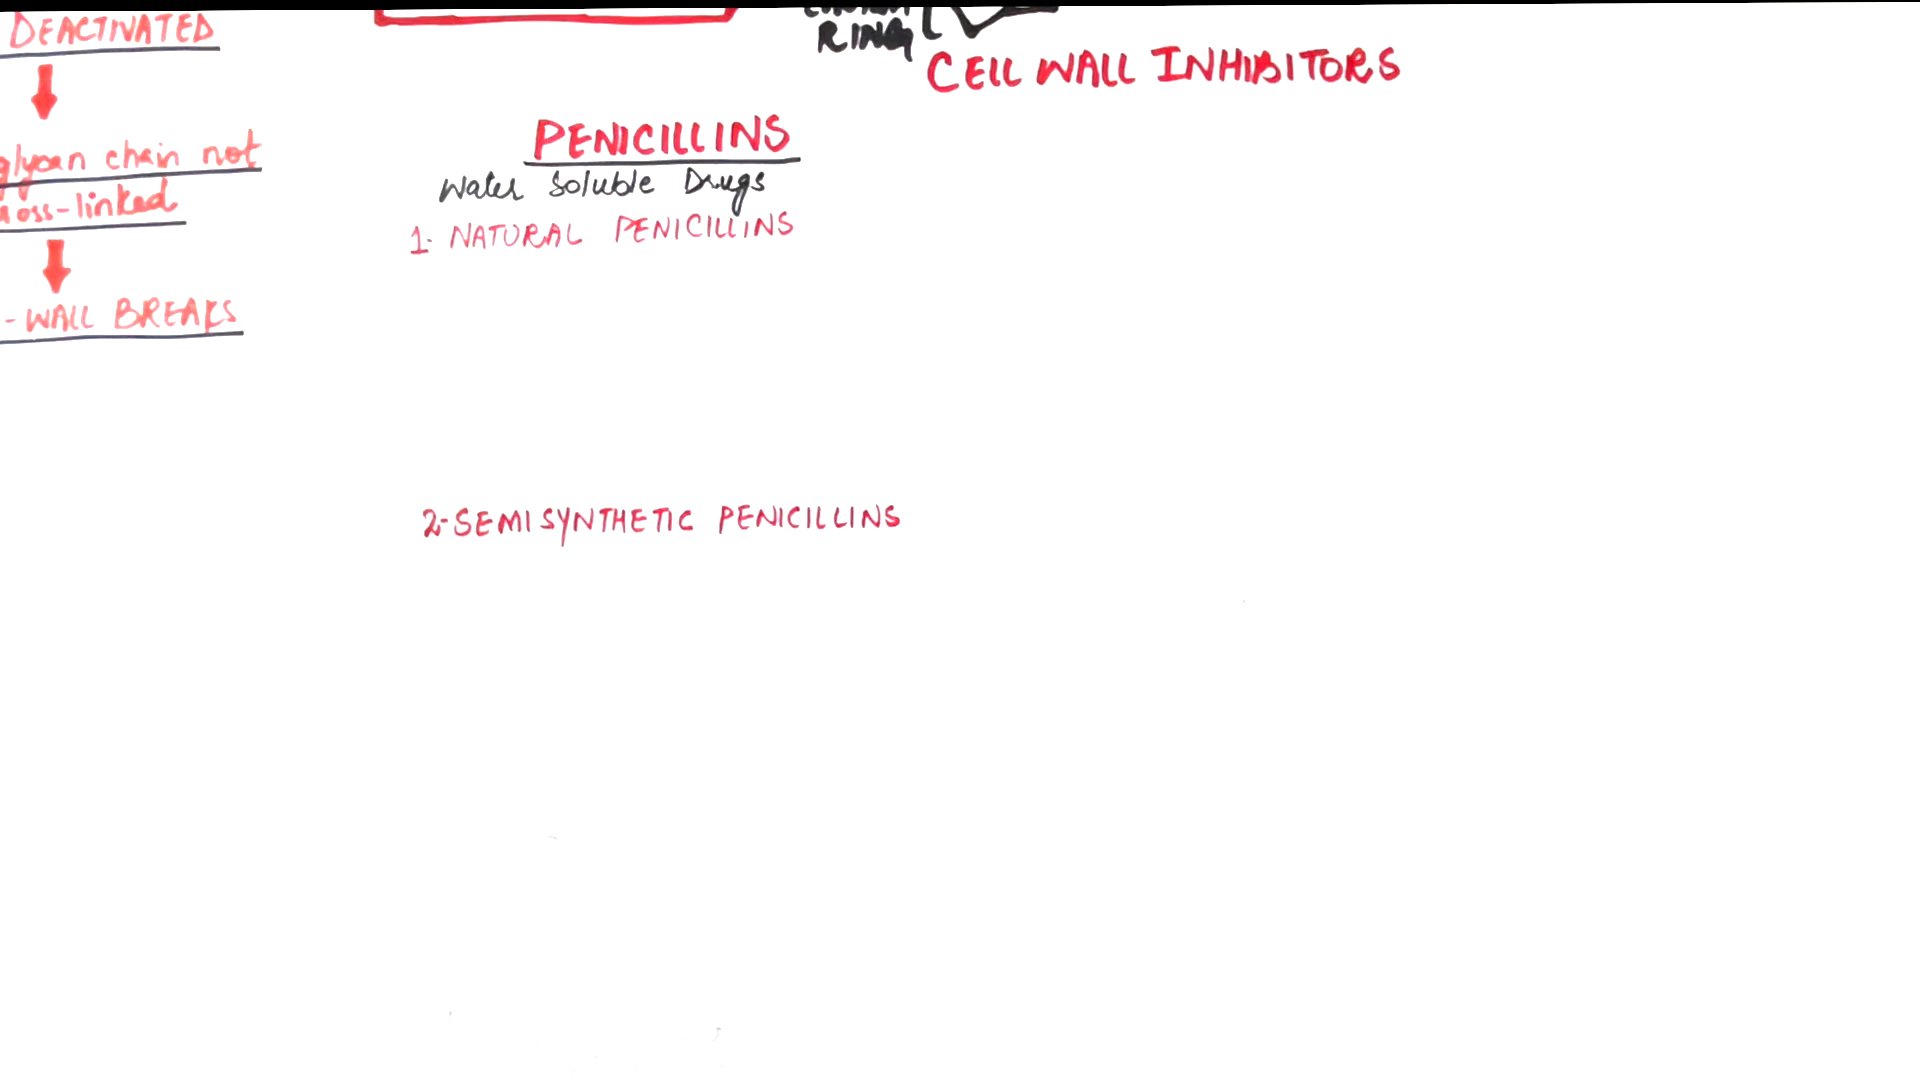 DEACTIVATED
glycan chain not
oss-linked
-WALL BREAKS
RING
CELL WALL INHIBITORS
PENICILLINS
Water Soluble Drugs
1. NATURAL PENICILLINS
2-SEMISYNTHETIC PENICILLINS